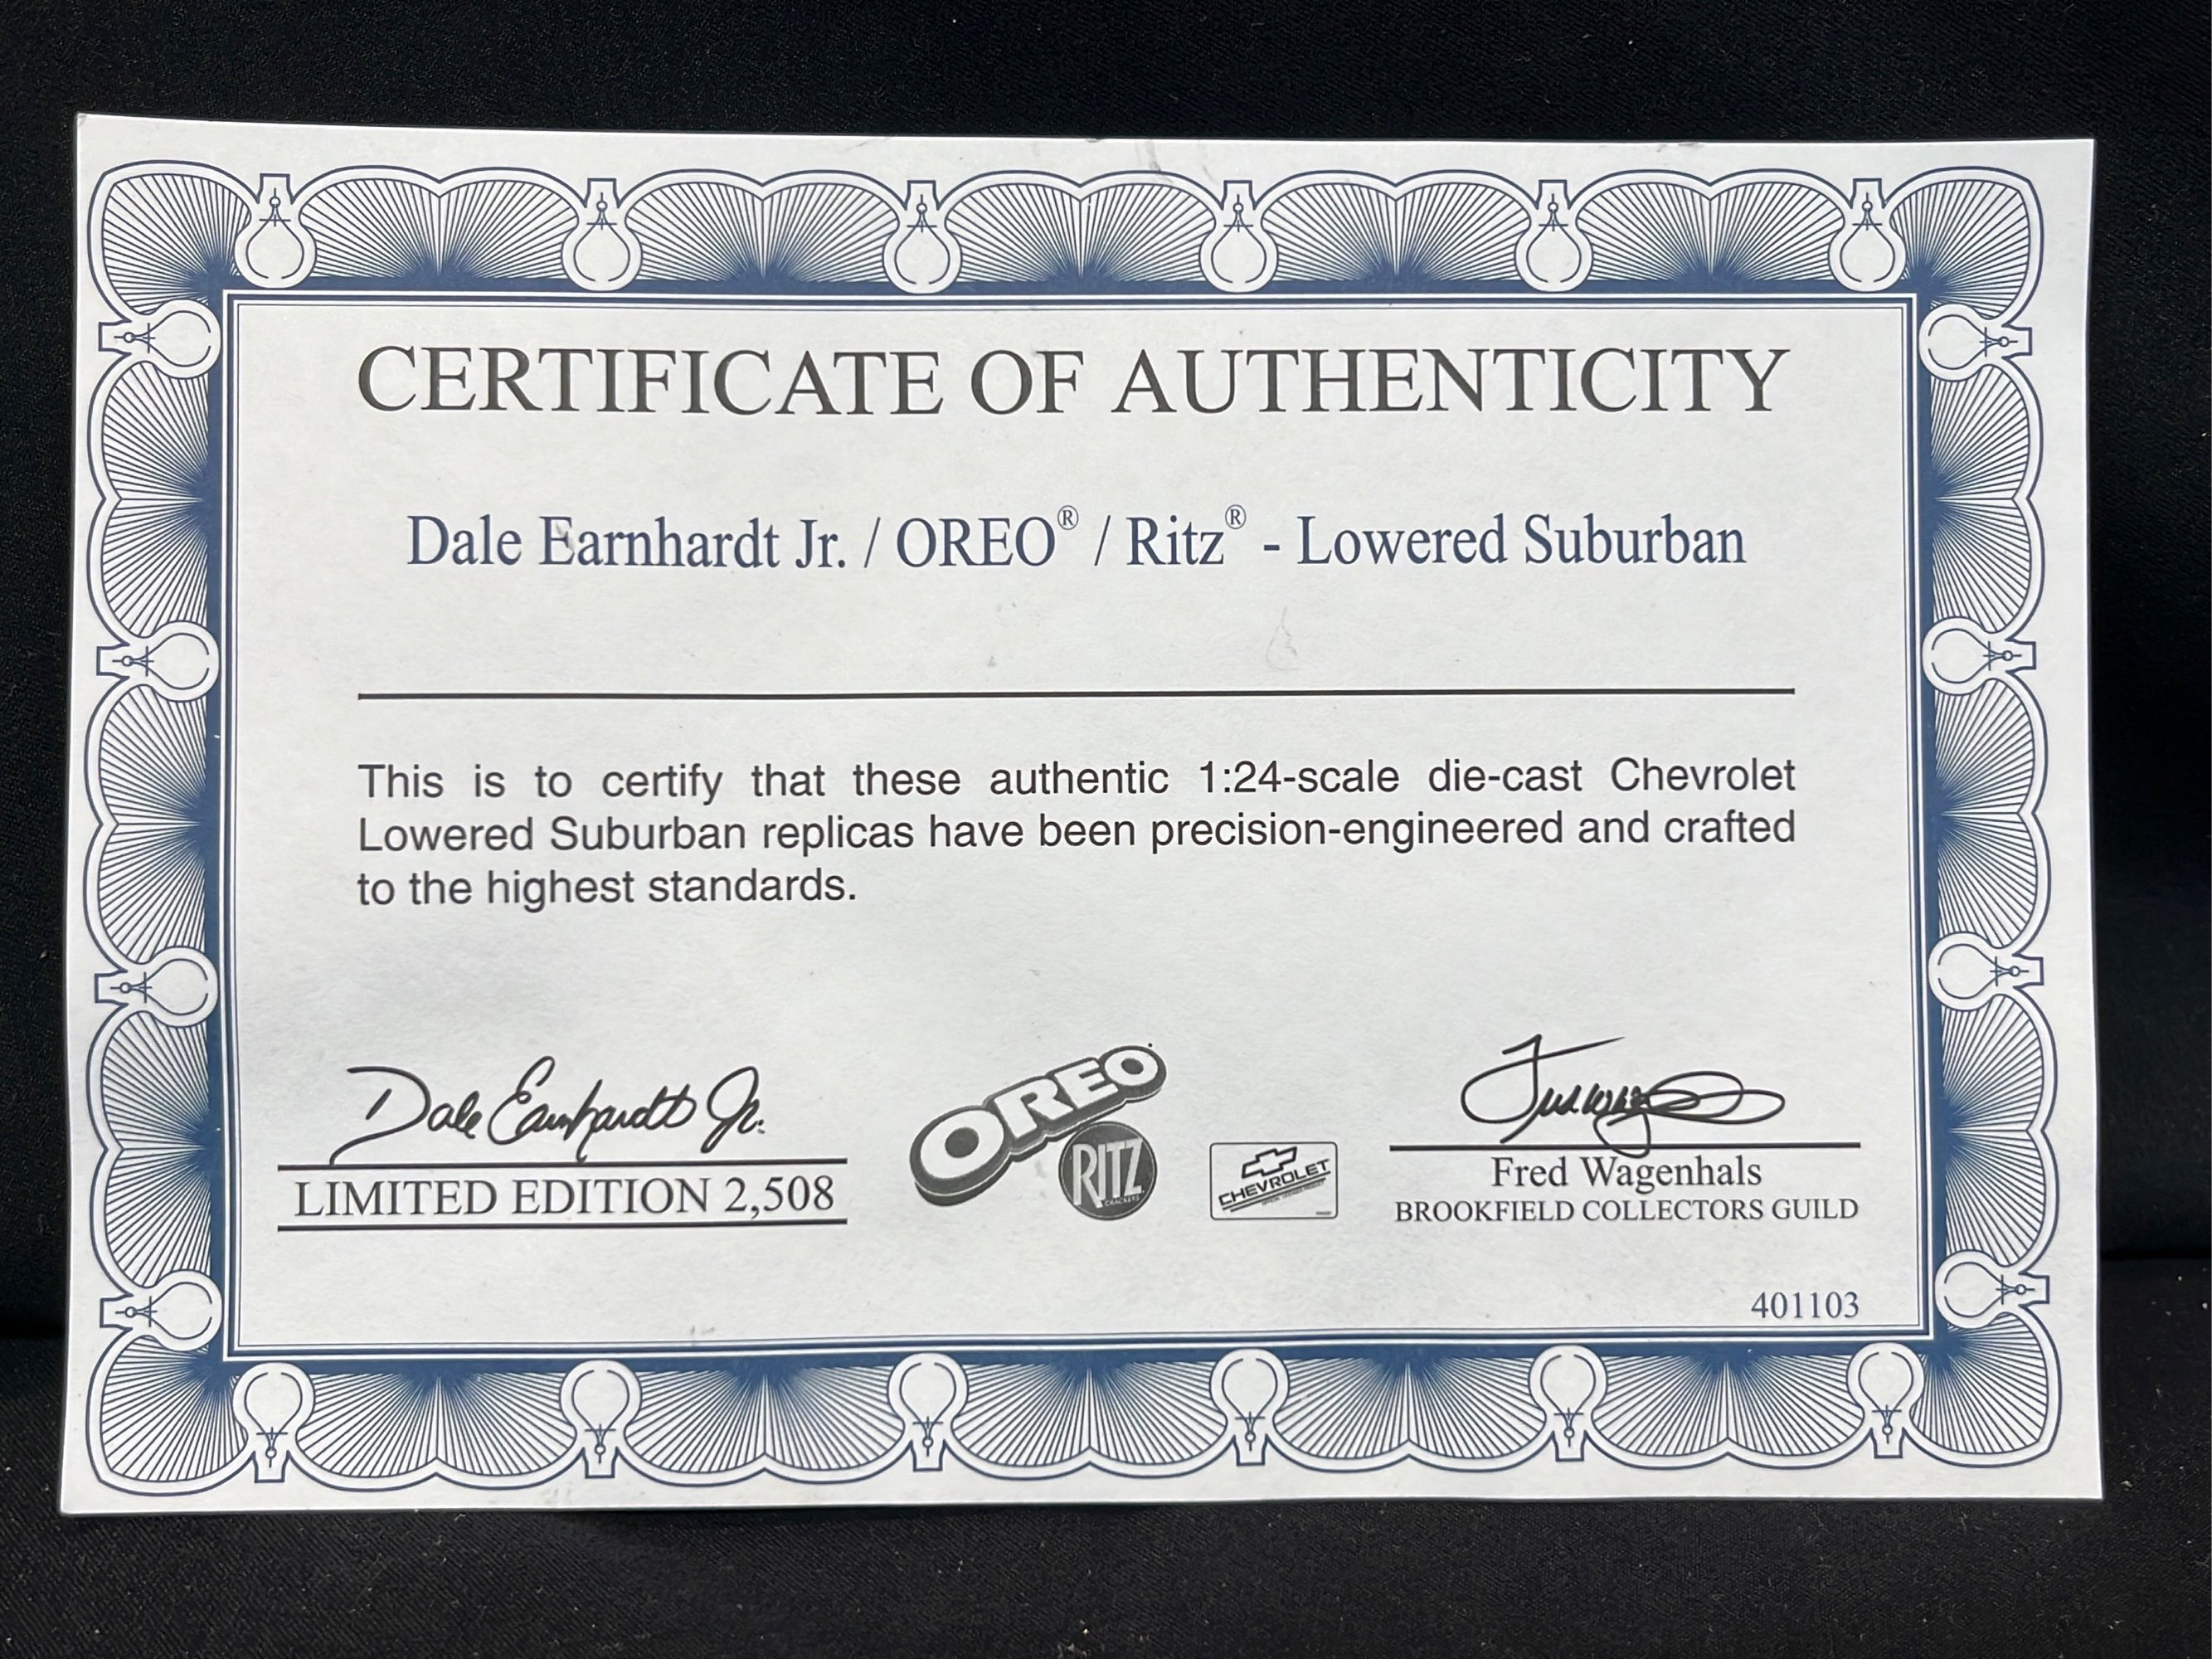 CERTIFICATE OF AUTHENTICITY
Dale Earnhardt Jr. / OREO® / Ritz® - Lowered Suburban
This is to certify that these authentic 1:24-scale die-cast Chevrolet
Lowered Suburban replicas have been precision-engineered and crafted
to the highest standards.
Dale Earnhardt Jr.
LIMITED EDITION 2,508
OREO
RITZ
CRACKERS
CHEVROLET
Fred Wagenhals
BROOKFIELD COLLECTORS GUILD
401103